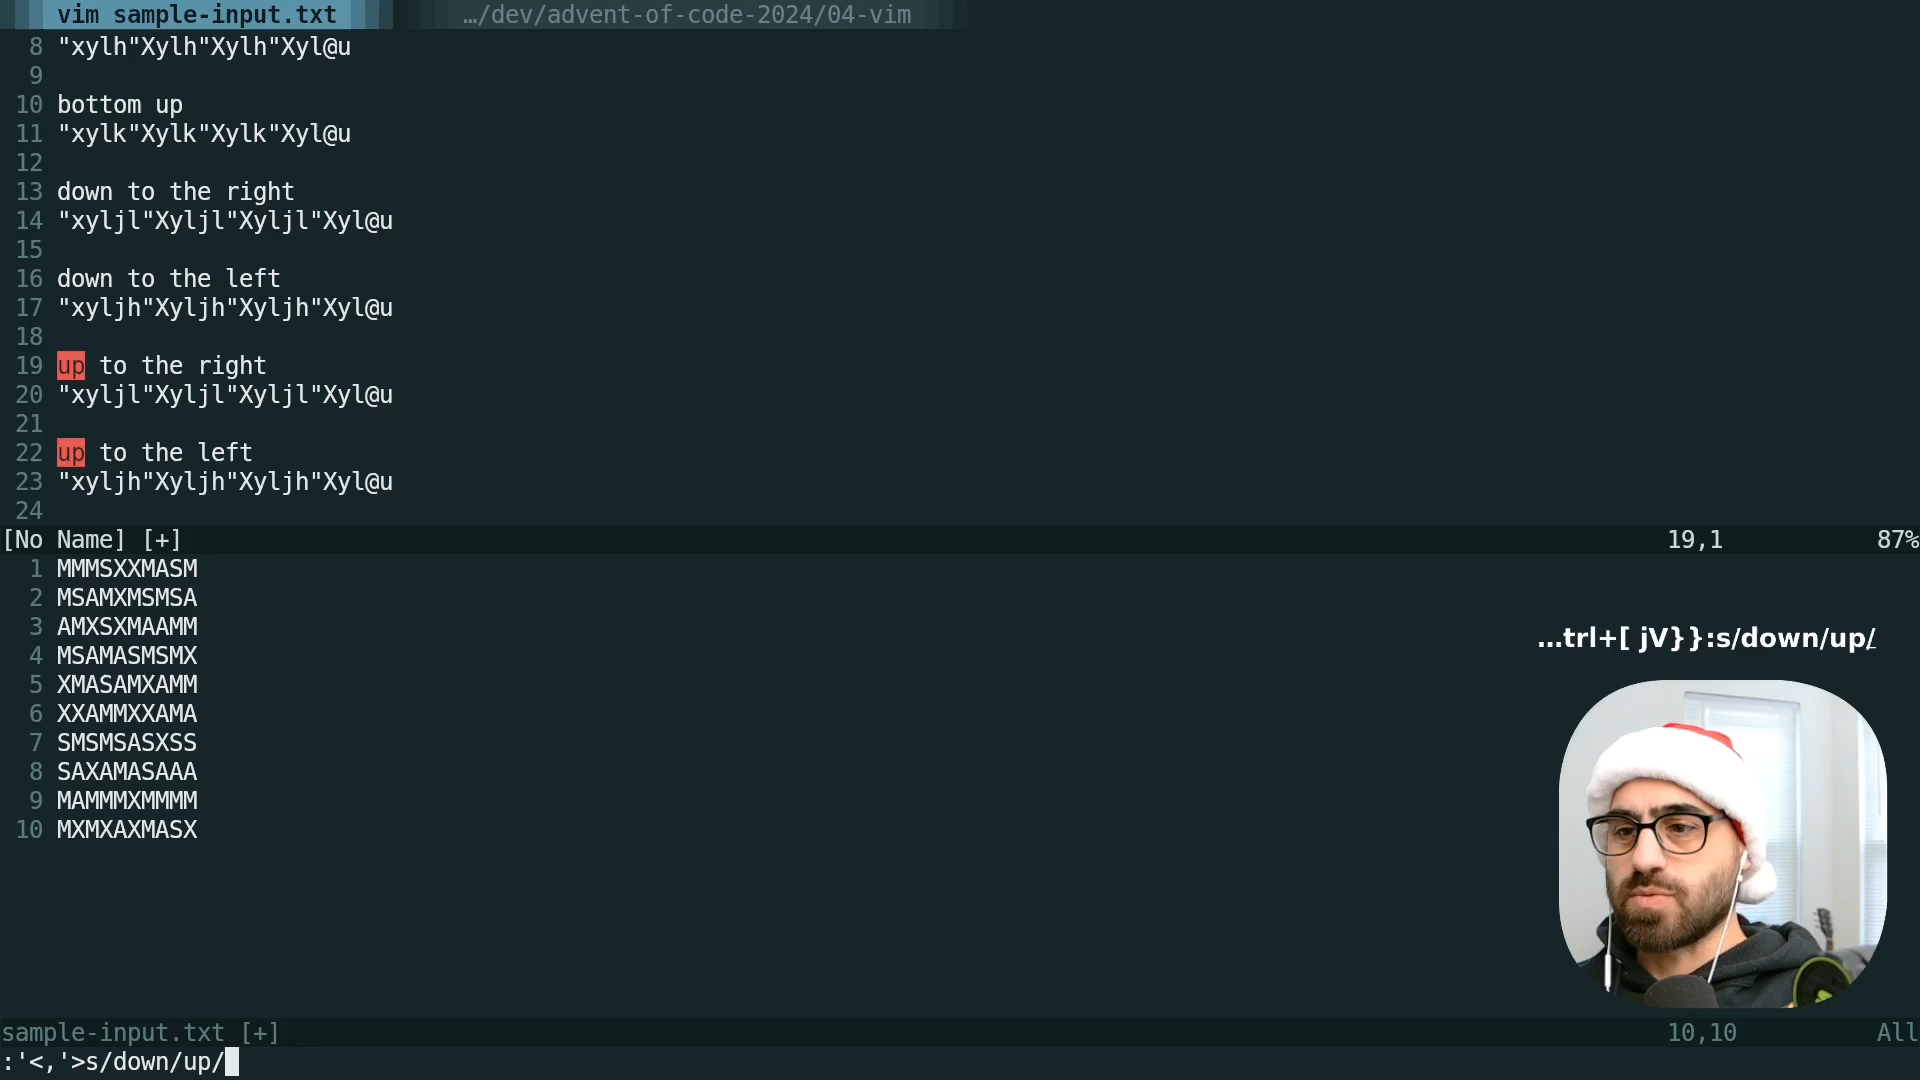 vim sample-input.txt
…/dev/advent-of-code-2024/04-vim
8 "xylh"Xylh"Xylh"Xyl@u
9
10 bottom up
11 "xylk"Xylk"Xylk"Xyl@u
12
13 down to the right
14 "xyljl"Xyljl"Xyljl"Xyl@u
15
16 down to the left
17 "xyljh"Xyljh"Xyljh"Xyl@u
18
19 up to the right
20 "xyljl"Xyljl"Xyljl"Xyl@u
21
22 up to the left
23 "xyljh"Xyljh"Xyljh"Xyl@u
24
[No Name] [+] 19,1 87%
1 MMMSXXMASM
2 MSAMXMSMSA
3 AMXSXMAAMM
4 MSAMASMSMX
5 XMASAMXAMM
6 XXAMMXXAMA
7 SMSMSASXSS
8 SAXAMASAAA
9 MAMMMXMMMM
10 MXMXAXMASX
…trl+[ jV}}:s/down/up/
sample-input.txt [+] 10,10 All
:'<,'>s/down/up/